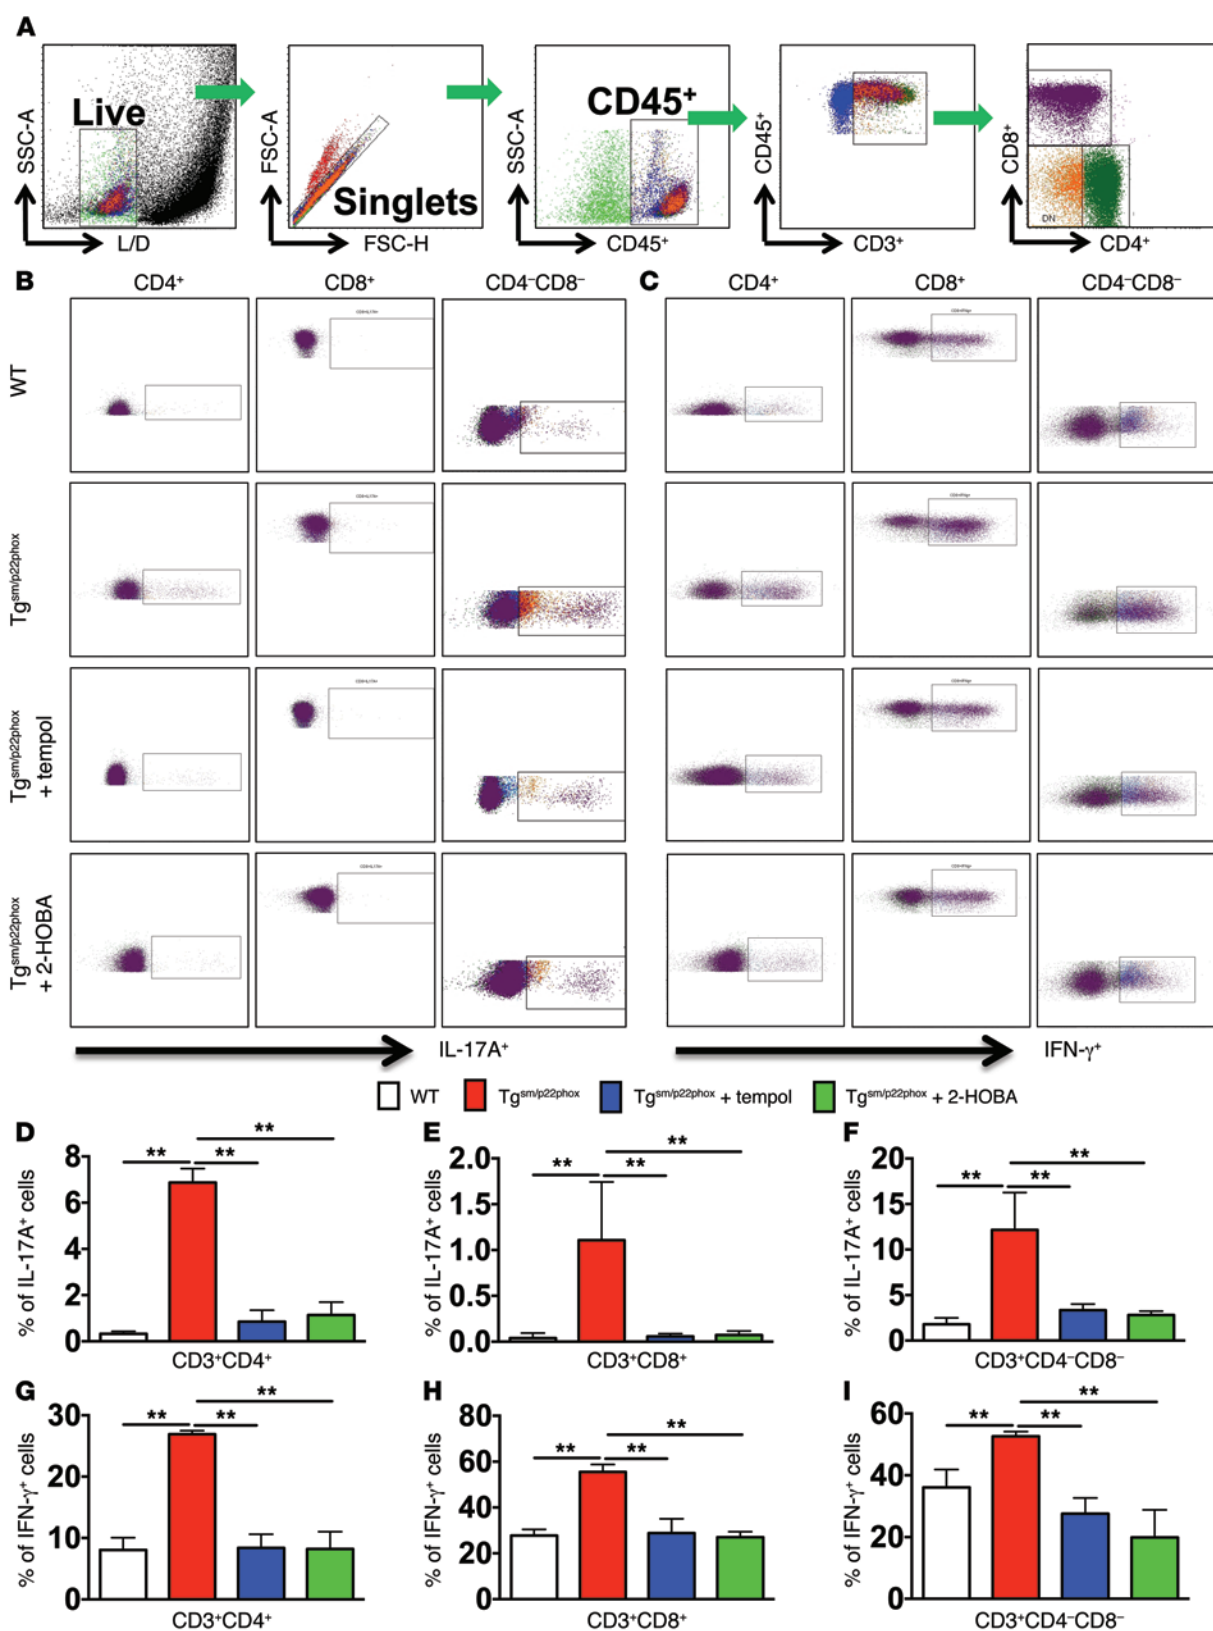 A
SSC-A
Live
L/D
FSC-A
Singlets
FSC-H
SSC-A
CD45⁺
CD45⁺
CD45⁺
CD3⁺
CD8⁺
DN
CD4⁺
B
CD4⁺ CD8⁺ CD4⁻CD8⁻
C
CD4⁺ CD8⁺ CD4⁻CD8⁻
WT
Tgsm/p22phox
Tgsm/p22phox
+ tempol
Tgsm/p22phox
+ 2-HOBA
IL-17A⁺
IFN-γ⁺
WT Tgsm/p22phox Tgsm/p22phox + tempol Tgsm/p22phox + 2-HOBA
D
% of IL-17A⁺ cells
8
6
4
2
0
** ** **
CD3⁺CD4⁺
E
% of IL-17A⁺ cells
2.0
1.5
1.0
0.5
0.0
** ** **
CD3⁺CD8⁺
F
% of IL-17A⁺ cells
20
15
10
5
0
** ** **
CD3⁺CD4⁻CD8⁻
G
% of IFN-γ⁺ cells
30
20
10
0
** ** **
CD3⁺CD4⁺
H
% of IFN-γ⁺ cells
80
60
40
20
0
** ** **
CD3⁺CD8⁺
I
% of IFN-γ⁺ cells
60
40
20
0
** ** **
CD3⁺CD4⁻CD8⁻